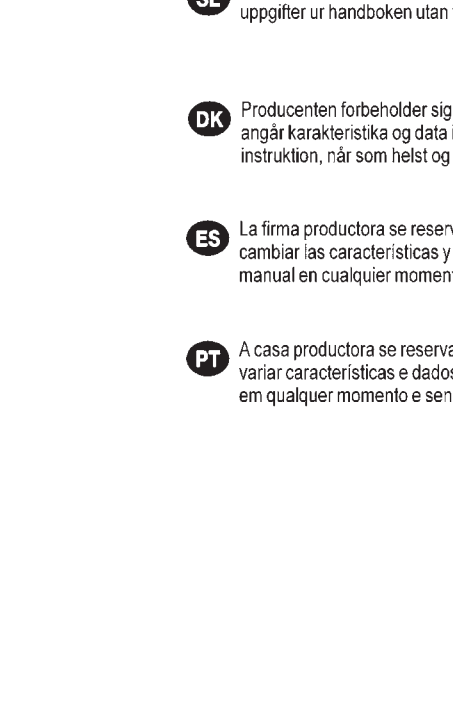 SE
uppgifter ur handboken utan
DK
Producenten forbeholder sig
angår karakteristika og data
instruktion, når som helst og
ES
La firma productora se reserv
cambiar las características y
manual en cualquier momen
PT
A casa productora se reserva
variar características e dados
em qualquer momento e sen